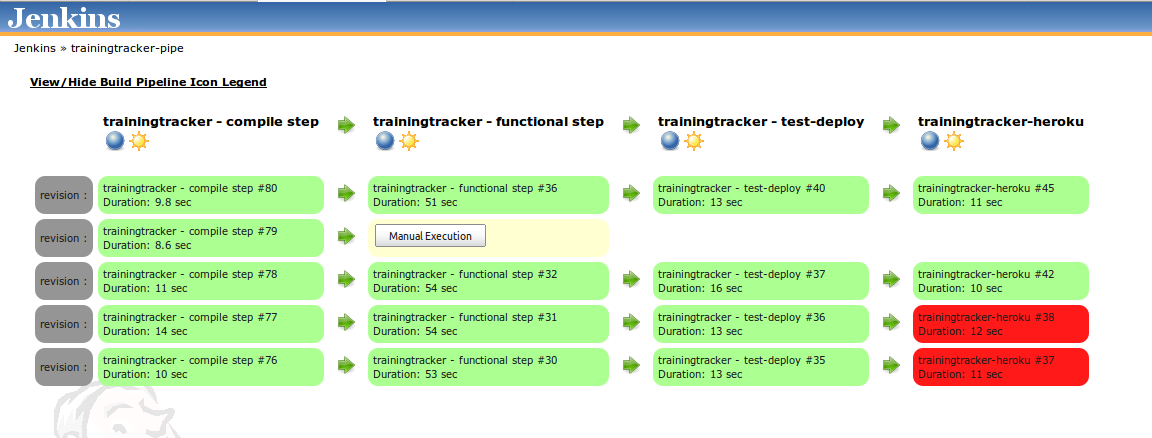 Jenkins
Jenkins » trainingtracker-pipe
View/Hide Build Pipeline Icon Legend
trainingtracker - compile step
trainingtracker - functional step
trainingtracker - test-deploy
trainingtracker-heroku
revision :
trainingtracker - compile step #80
Duration: 9.8 sec
trainingtracker - functional step #36
Duration: 51 sec
trainingtracker - test-deploy #40
Duration: 13 sec
trainingtracker-heroku #45
Duration: 11 sec
revision :
trainingtracker - compile step #79
Duration: 8.6 sec
Manual Execution
revision :
trainingtracker - compile step #78
Duration: 11 sec
trainingtracker - functional step #32
Duration: 54 sec
trainingtracker - test-deploy #37
Duration: 16 sec
trainingtracker-heroku #42
Duration: 10 sec
revision :
trainingtracker - compile step #77
Duration: 14 sec
trainingtracker - functional step #31
Duration: 54 sec
trainingtracker - test-deploy #36
Duration: 13 sec
trainingtracker-heroku #38
Duration: 12 sec
revision :
trainingtracker - compile step #76
Duration: 10 sec
trainingtracker - functional step #30
Duration: 53 sec
trainingtracker - test-deploy #35
Duration: 13 sec
trainingtracker-heroku #37
Duration: 11 sec